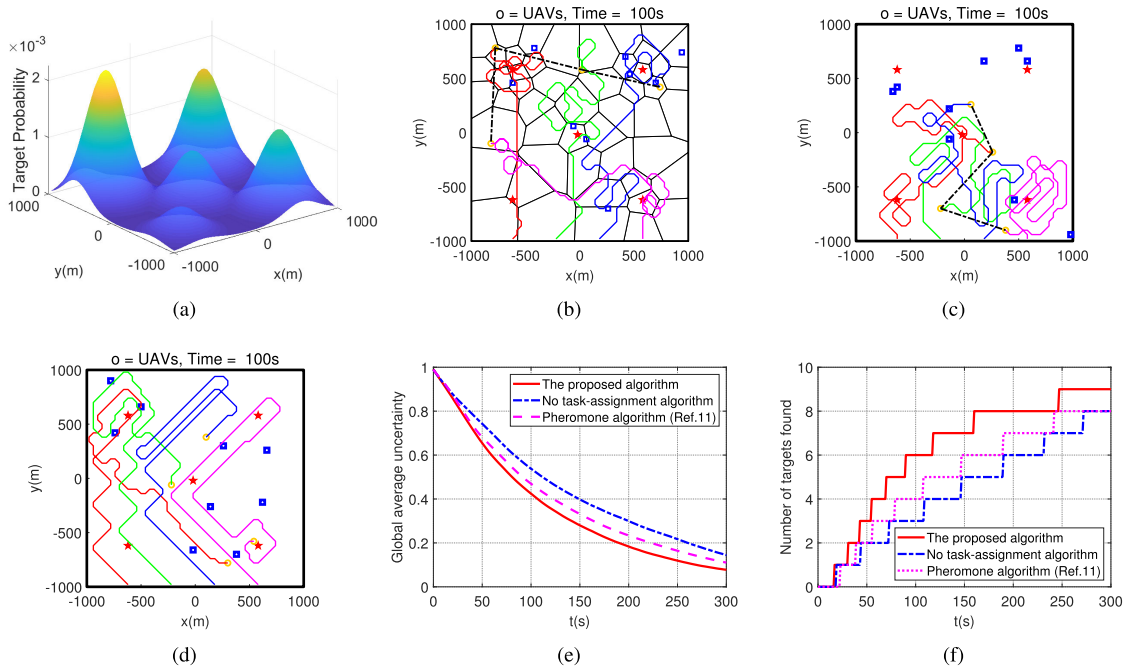 ×10⁻³
Target Probability
2
1
0
1000
0
-1000
y(m)
-1000
0
1000
x(m)
(a)
o = UAVs, Time = 100s
1000
500
0
-500
-1000
y(m)
-1000 -500 0 500 1000
x(m)
(b)
o = UAVs, Time = 100s
1000
500
0
-500
-1000
y(m)
-1000 -500 0 500 1000
x(m)
(c)
o = UAVs, Time = 100s
1000
500
0
-500
-1000
y(m)
-1000 -500 0 500 1000
x(m)
(d)
1
0.8
0.6
0.4
0.2
0
Global average uncertainty
The proposed algorithm
No task-assignment algorithm
Pheromone algorithm (Ref.11)
0 50 100 150 200 250 300
t(s)
(e)
10
8
6
4
2
0
Number of targets found
The proposed algorithm
No task-assignment algorithm
Pheromone algorithm (Ref.11)
0 50 100 150 200 250 300
t(s)
(f)